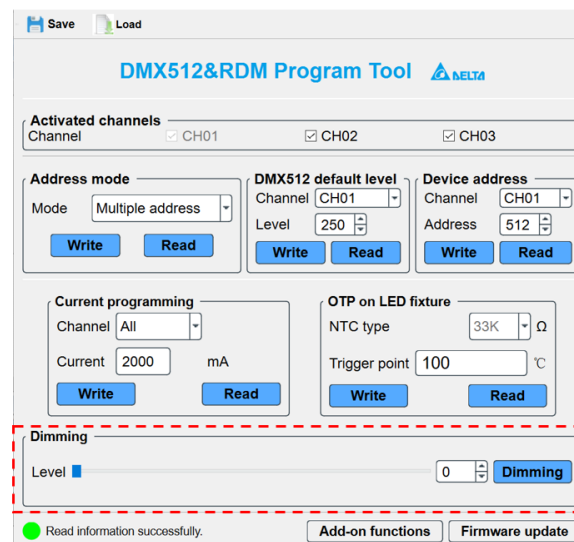 Save Load
DMX512&RDM Program Tool DELTA
Activated channels
Channel CH01 CH02 CH03
Address mode
Mode Multiple address
Write Read
DMX512 default level
Channel CH01
Level 250
Write Read
Device address
Channel CH01
Address 512
Write Read
Current programming
Channel All
Current 2000 mA
Write Read
OTP on LED fixture
NTC type 33K Ω
Trigger point 100 ℃
Write Read
Dimming
Level 0 Dimming
Read information successfully. Add-on functions Firmware update